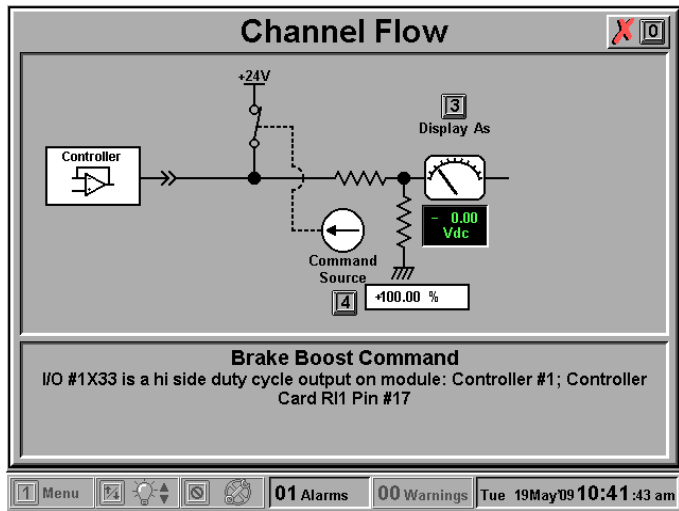 Channel Flow
0
+24V
3
Display As
Controller
- 0.00
Vdc
Command
Source
4
+100.00 %
Brake Boost Command
I/O #1X33 is a hi side duty cycle output on module: Controller #1; Controller
Card RI1 Pin #17
1 Menu
01 Alarms
00 Warnings
Tue 19May'09 10:41:43 am